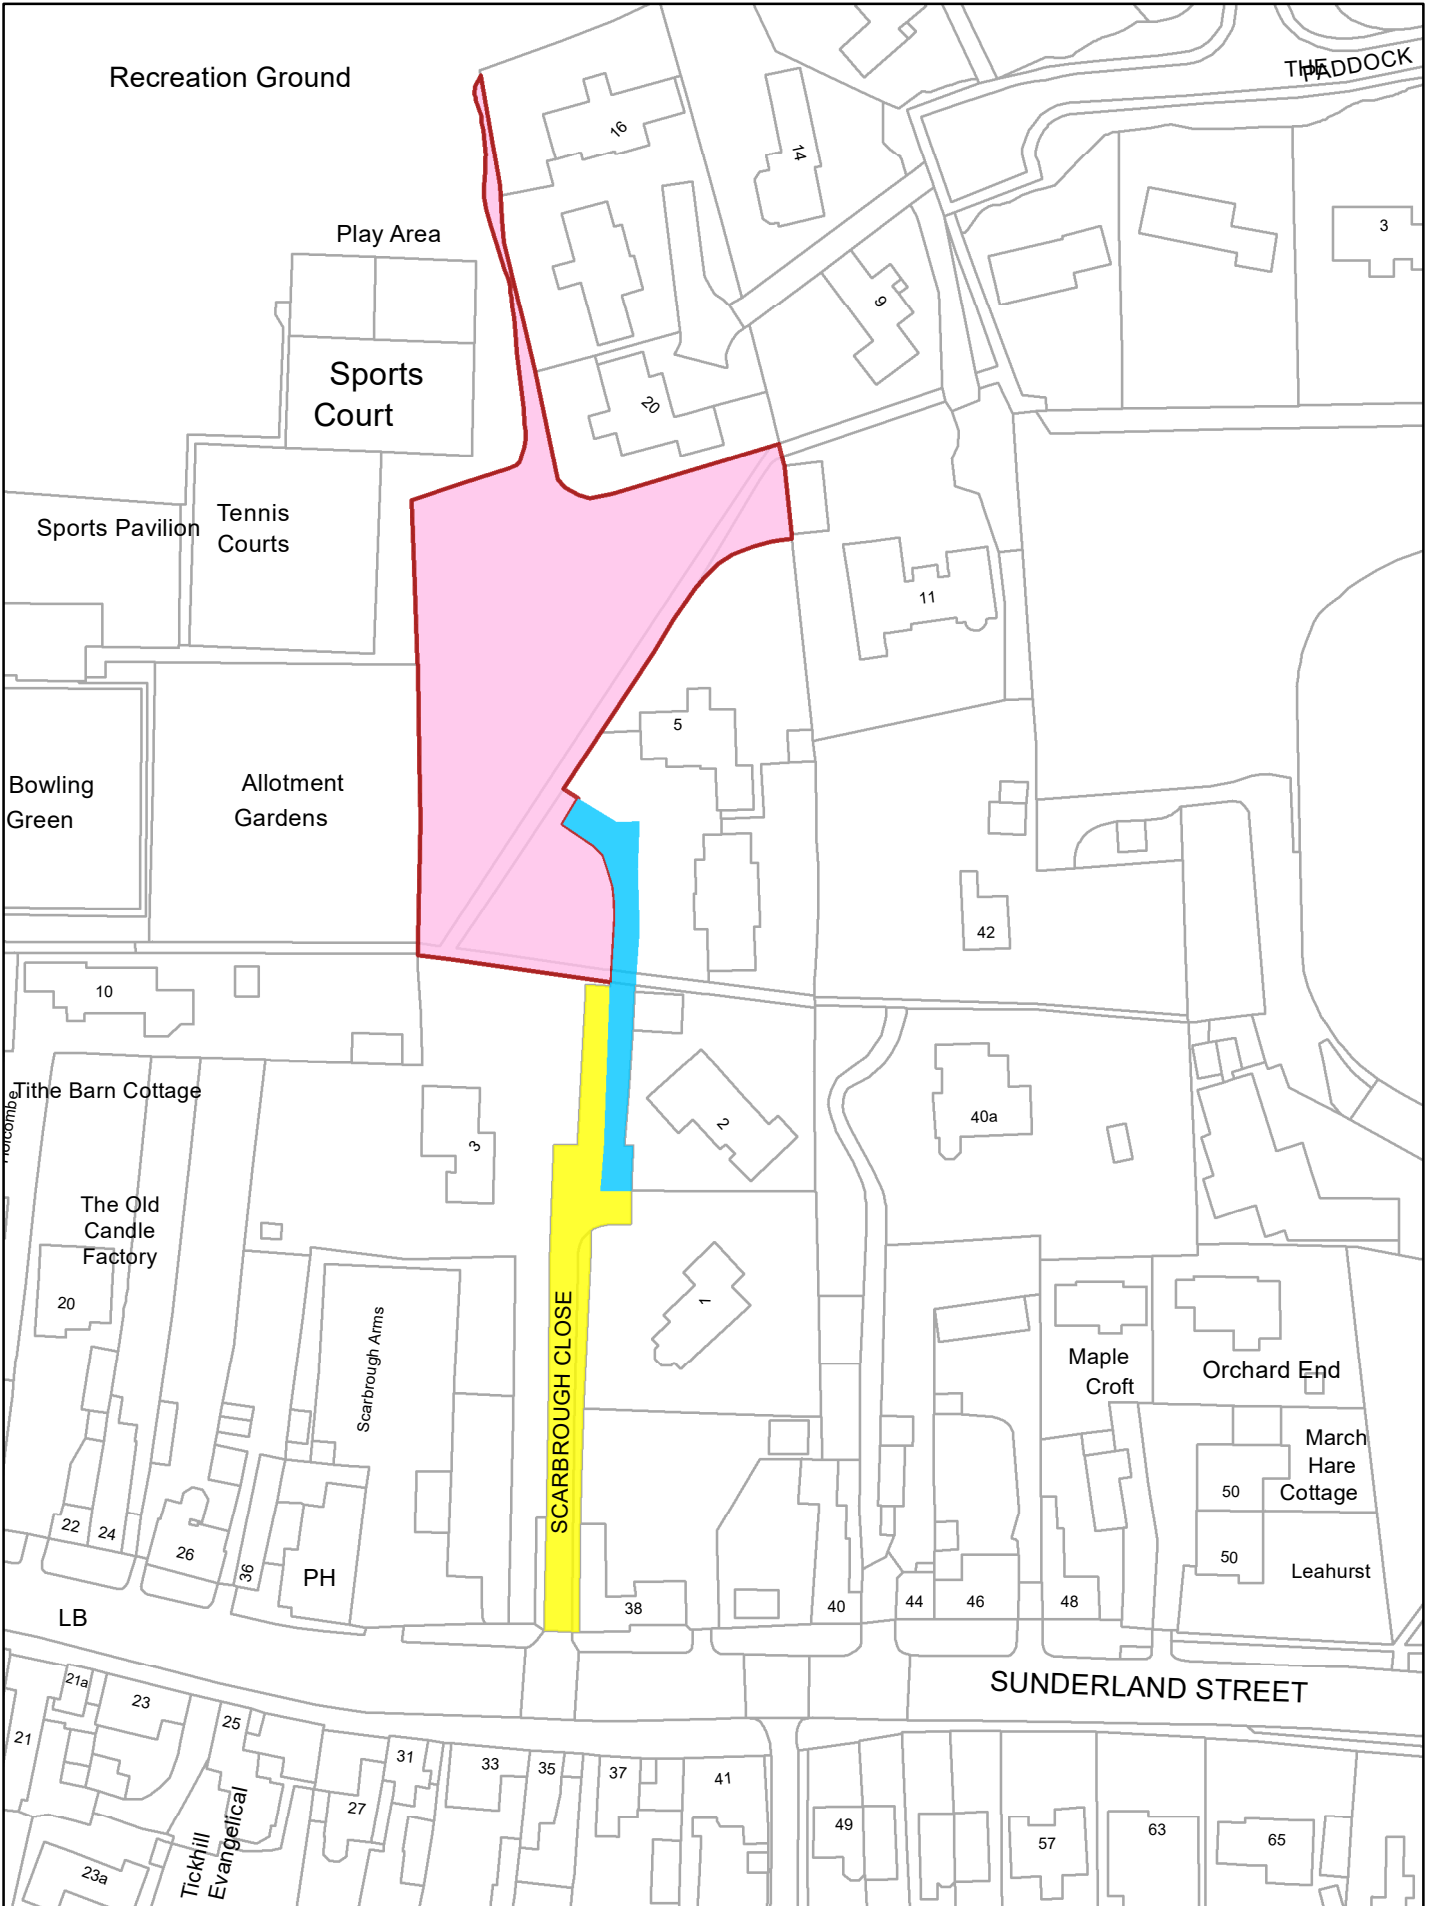 Recreation Ground
THE
PADDOCK
16
14
Play Area
3
9
Sports
Court
20
Tennis
Courts
Sports Pavilion
11
5
Bowling
Green
Allotment
Gardens
42
10
Tithe Barn Cottage
Holcombe
3
2
40a
The Old
Candle
Factory
20
1
Scarbrough Arms
SCARBROUGH CLOSE
Maple
Croft
Orchard End
March
Hare
Cottage
50
22
24
26
36
PH
50
Leahurst
38
40
44
46
48
LB
SUNDERLAND STREET
21a
23
25
21
31
33
35
37
41
27
49
57
63
65
23a
Tickhill
Evangelical